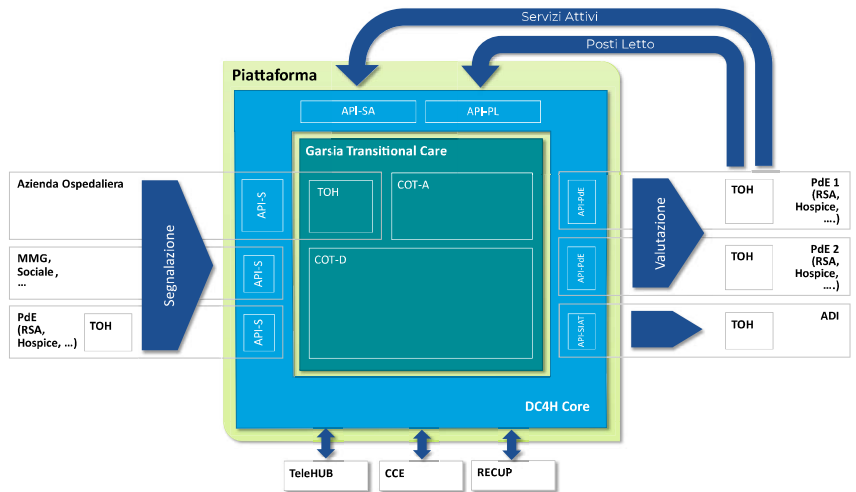 Servizi Attivi
Posti Letto
Piattaforma
API-SA
API-PL
Garsia Transitional Care
Azienda Ospedaliera
API-S
TOH
COT-A
API-PdE
TOH
PdE 1
(RSA,
Hospice,
....)
Segnalazione
Valutazione
MMG,
Sociale,
...
API-S
COT-D
API-PdE
TOH
PdE 2
(RSA,
Hospice,
....)
PdE
(RSA,
Hospice, ...)
TOH
API-S
API-SIAT
TOH
ADI
DC4H Core
TeleHUB
CCE
RECUP